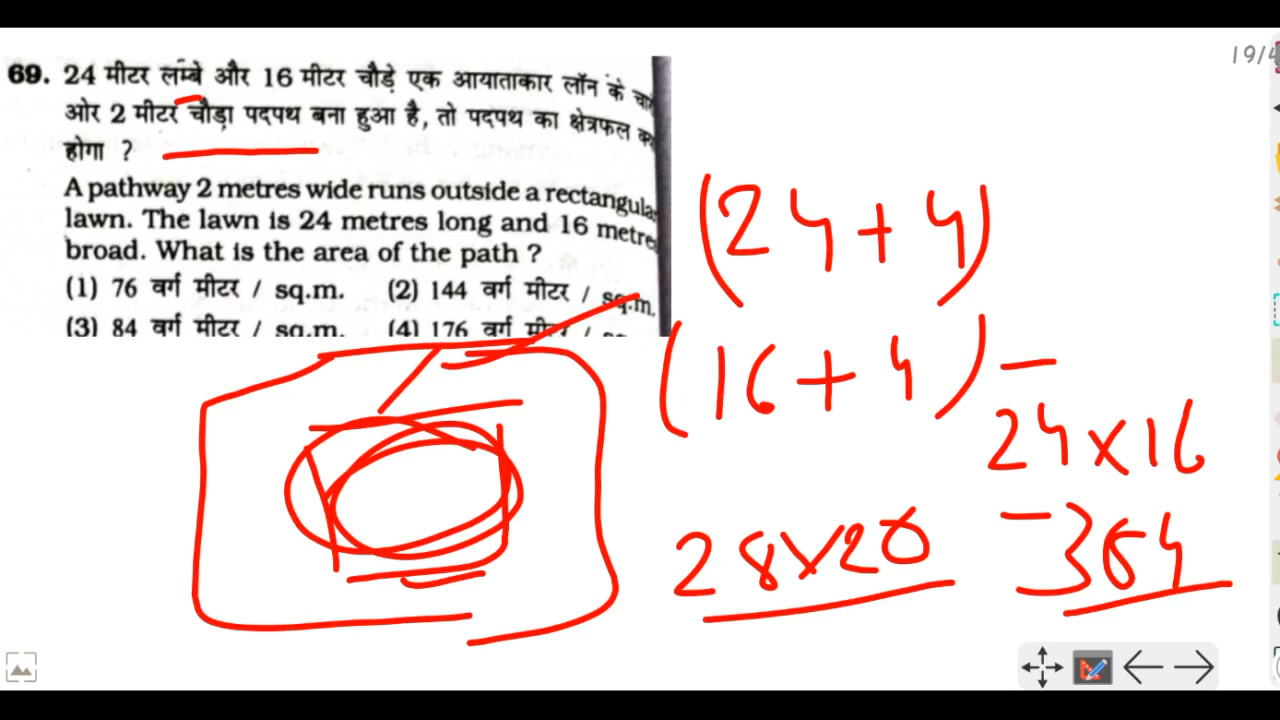 19/4
69. 24 मीटर लम्बे और 16 मीटर चौड़े एक आयाताकार लॉन के
ओर 2 मीटर चौड़ा पदपथ बना हुआ है, तो पदपथ का क्षेत्रफल
होगा ?
A pathway 2 metres wide runs outside a rectangula
lawn. The lawn is 24 metres long and 16 metre
broad. What is the area of the path ?
(1) 76 वर्ग मीटर / sq.m. (2) 144 वर्ग मीटर / sq.m.
(3) 84 वर्ग मीटर / sq.m. (4) 176 वर्ग मीटर /
(24+4)
(16+4) -
24×16
28×20 - 384